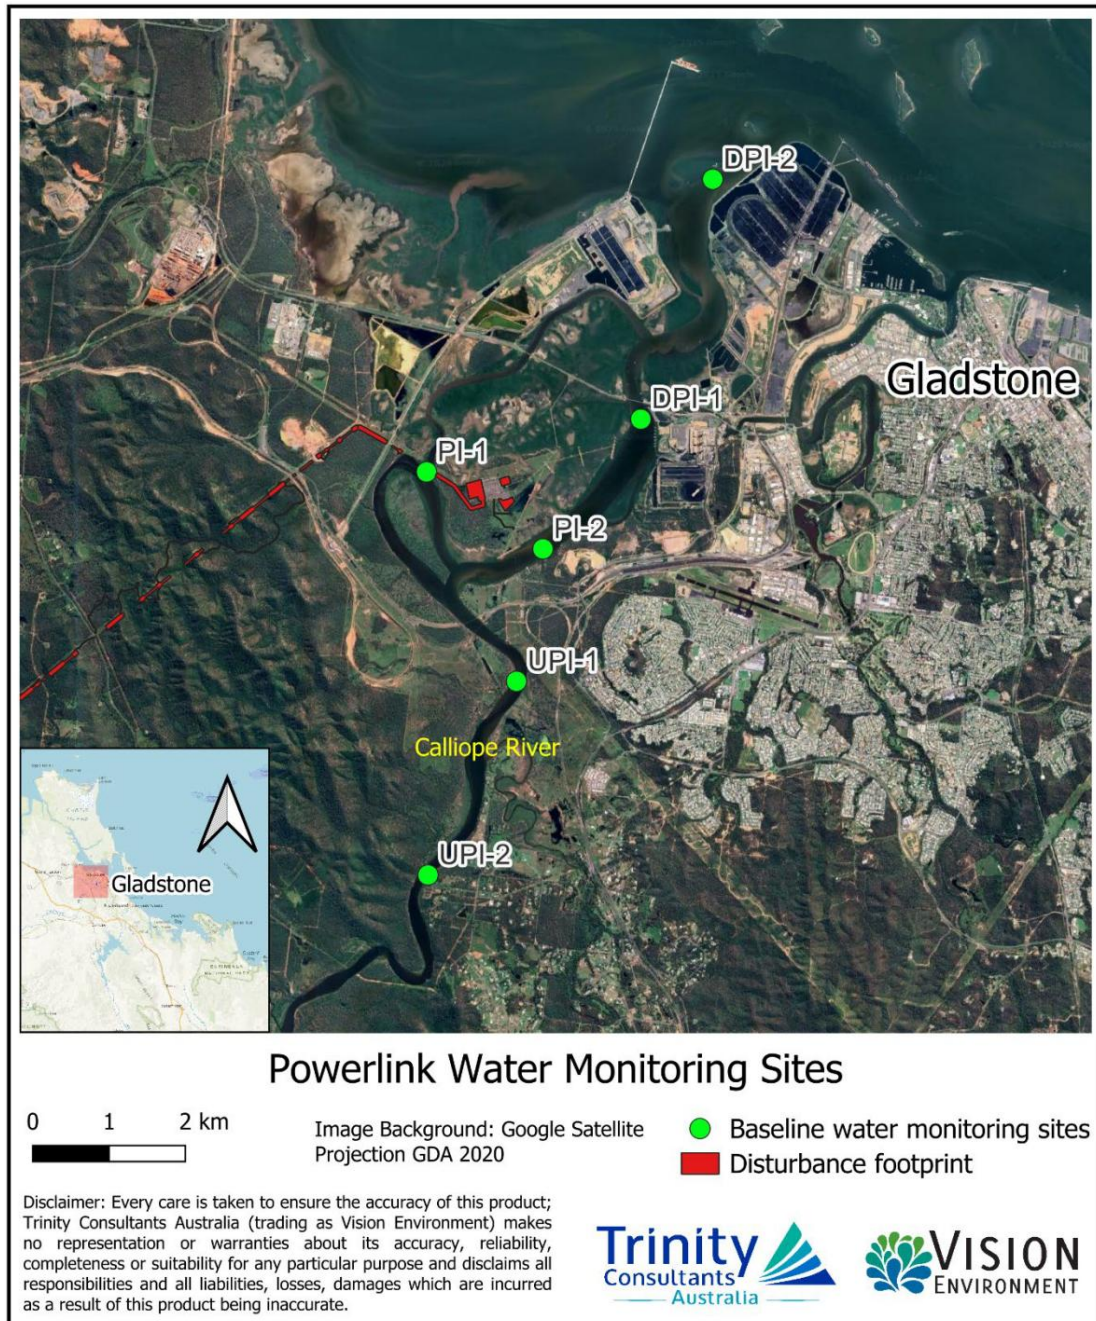 DPI-2
Gladstone
DPI-1
PI-1
PI-2
UPI-1
Calliope River
UPI-2
Gladstone
Powerlink Water Monitoring Sites
0 1 2 km
Image Background: Google Satellite
Projection GDA 2020
Baseline water monitoring sites
Disturbance footprint
Disclaimer: Every care is taken to ensure the accuracy of this product;
Trinity Consultants Australia (trading as Vision Environment) makes
no representation or warranties about its accuracy, reliability,
completeness or suitability for any particular purpose and disclaims all
responsibilities and all liabilities, losses, damages which are incurred
as a result of this product being inaccurate.
Trinity
Consultants
Australia
VISION
ENVIRONMENT